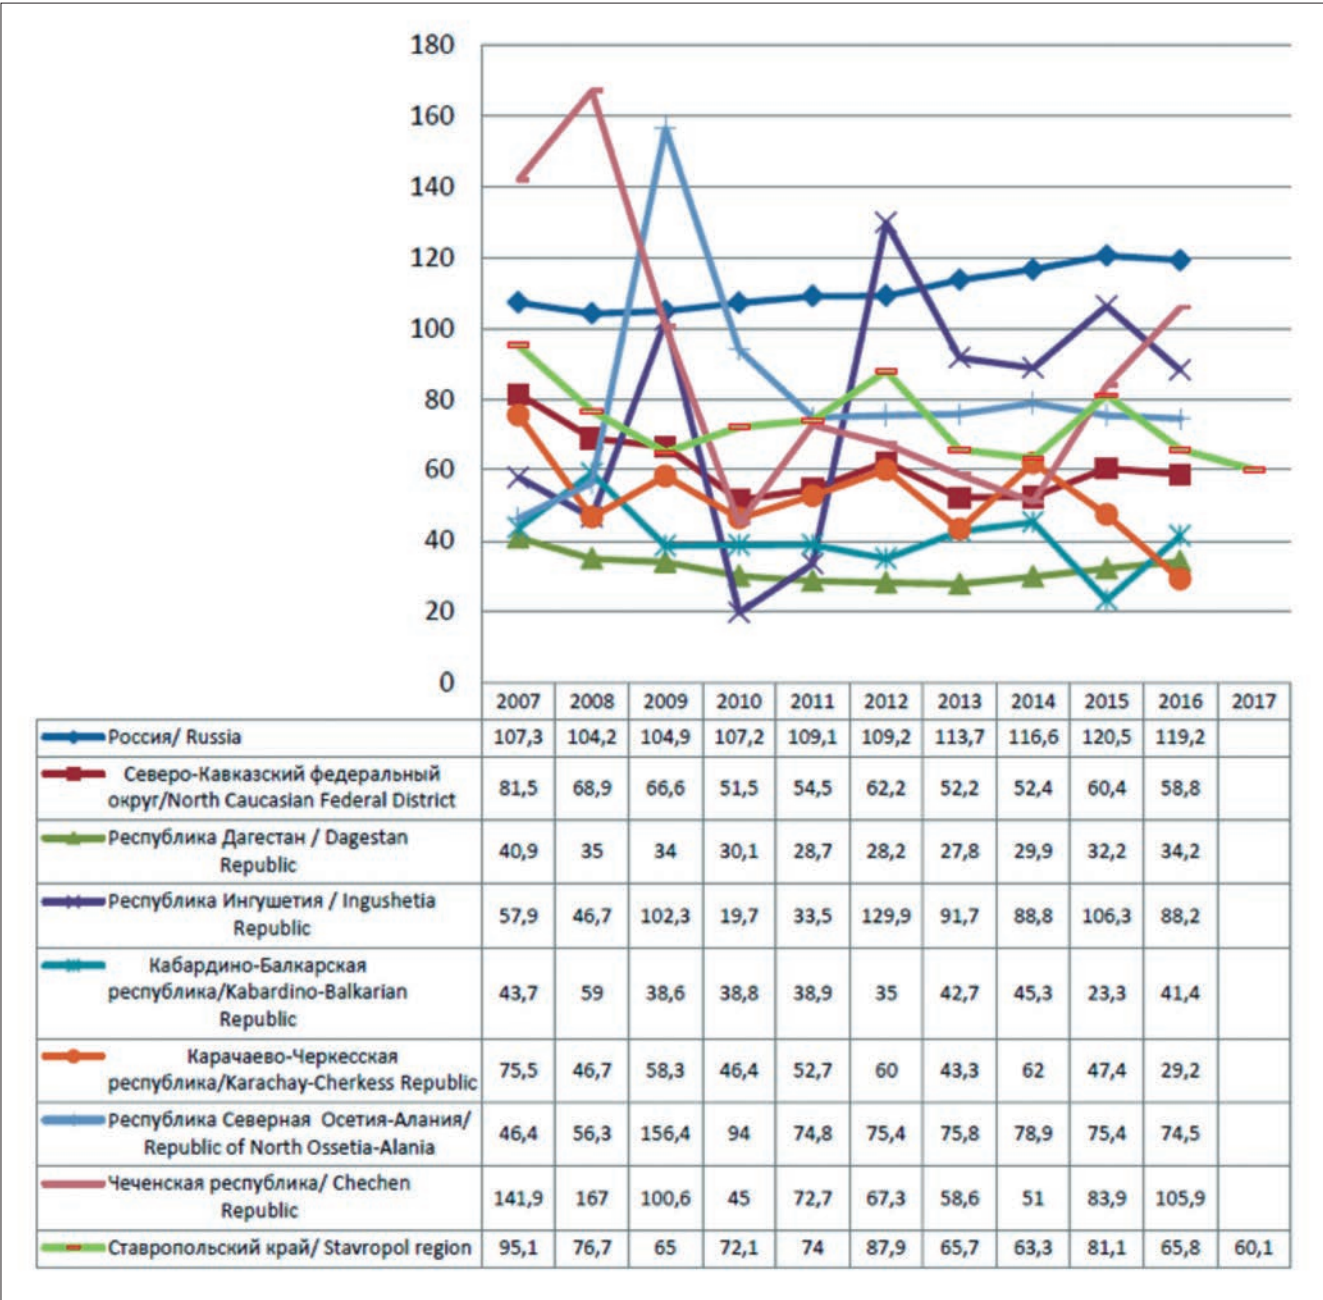 180
160
140
120
100
80
60
40
20
0
2007 2008 2009 2010 2011 2012 2013 2014 2015 2016 2017
Россия/ Russia 107,3 104,2 104,9 107,2 109,1 109,2 113,7 116,6 120,5 119,2
Северо-Кавказский федеральный
округ/North Caucasian Federal District 81,5 68,9 66,6 51,5 54,5 62,2 52,2 52,4 60,4 58,8
Республика Дагестан / Dagestan
Republic 40,9 35 34 30,1 28,7 28,2 27,8 29,9 32,2 34,2
Республика Ингушетия / Ingushetia
Republic 57,9 46,7 102,3 19,7 33,5 129,9 91,7 88,8 106,3 88,2
Кабардино-Балкарская
республика/Kabardino-Balkarian 43,7 59 38,6 38,8 38,9 35 42,7 45,3 23,3 41,4
Republic
Карачаево-Черкесская
республика/Karachay-Cherkess Republic 75,5 46,7 58,3 46,4 52,7 60 43,3 62 47,4 29,2
Республика Северная Осетия-Алания/
Republic of North Ossetia-Alania 46,4 56,3 156,4 94 74,8 75,4 75,8 78,9 75,4 74,5
Чеченская республика/ Chechen
Republic 141,9 167 100,6 45 72,7 67,3 58,6 51 83,9 105,9
Ставропольский край/ Stavropol region 95,1 76,7 65 72,1 74 87,9 65,7 63,3 81,1 65,8 60,1